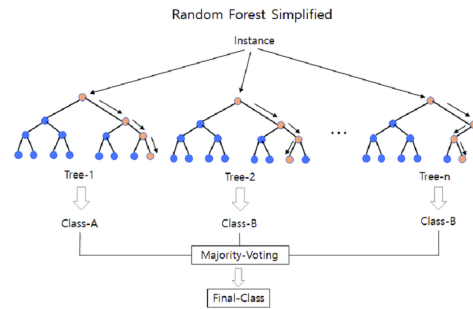 Random Forest Simplified
Instance
...
Tree-1 Tree-2 Tree-n
Class-A Class-B Class-B
Majority-Voting
Final-Class